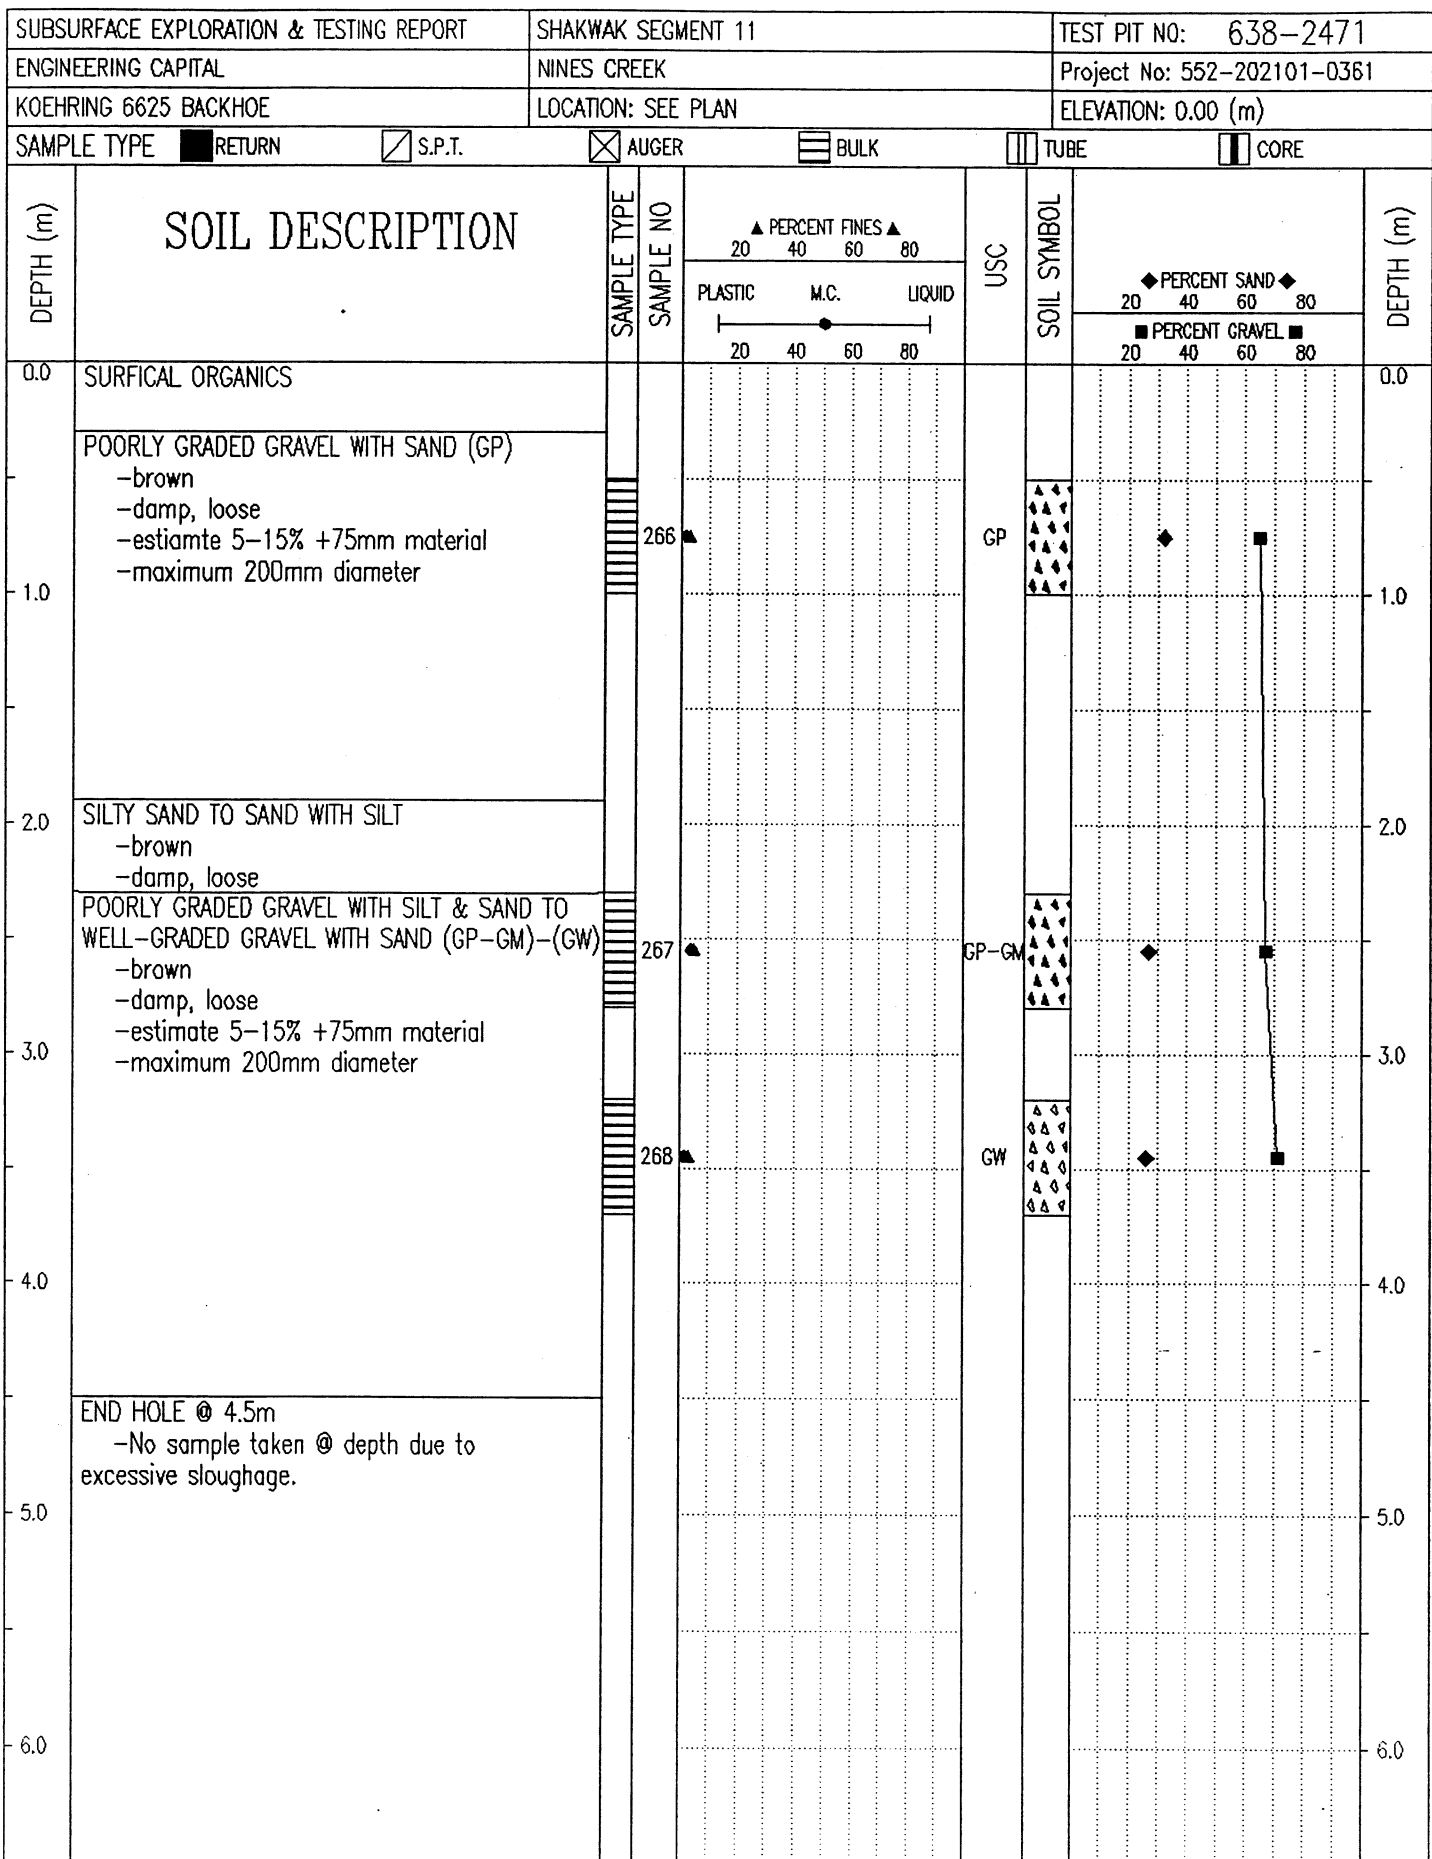 SUBSURFACE EXPLORATION & TESTING REPORT
SHAKWAK SEGMENT 11
TEST PIT NO: 638-2471
ENGINEERING CAPITAL
NINES CREEK
Project No: 552-202101-0361
KOEHRING 6625 BACKHOE
LOCATION: SEE PLAN
ELEVATION: 0.00 (m)
SAMPLE TYPE RETURN S.P.T. AUGER BULK TUBE CORE
DEPTH (m)
SOIL DESCRIPTION
SAMPLE TYPE
SAMPLE NO
▲ PERCENT FINES ▲
20 40 60 80
PLASTIC M.C. LIQUID
20 40 60 80
USC
SOIL SYMBOL
◆PERCENT SAND◆
20 40 60 80
■ PERCENT GRAVEL ■
20 40 60 80
DEPTH (m)
0.0
SURFICAL ORGANICS
0.0
POORLY GRADED GRAVEL WITH SAND (GP)
-brown
-damp, loose
-estiamte 5-15% +75mm material
266
GP
-maximum 200mm diameter
1.0
1.0
SILTY SAND TO SAND WITH SILT
2.0
2.0
-brown
-damp, loose
POORLY GRADED GRAVEL WITH SILT & SAND TO
WELL-GRADED GRAVEL WITH SAND (GP-GM)-(GW)
267
GP-GM
-brown
-damp, loose
-estimate 5-15% +75mm material
3.0
3.0
-maximum 200mm diameter
268
GW
4.0
4.0
END HOLE @ 4.5m
-No sample taken @ depth due to
excessive sloughage.
5.0
5.0
6.0
6.0